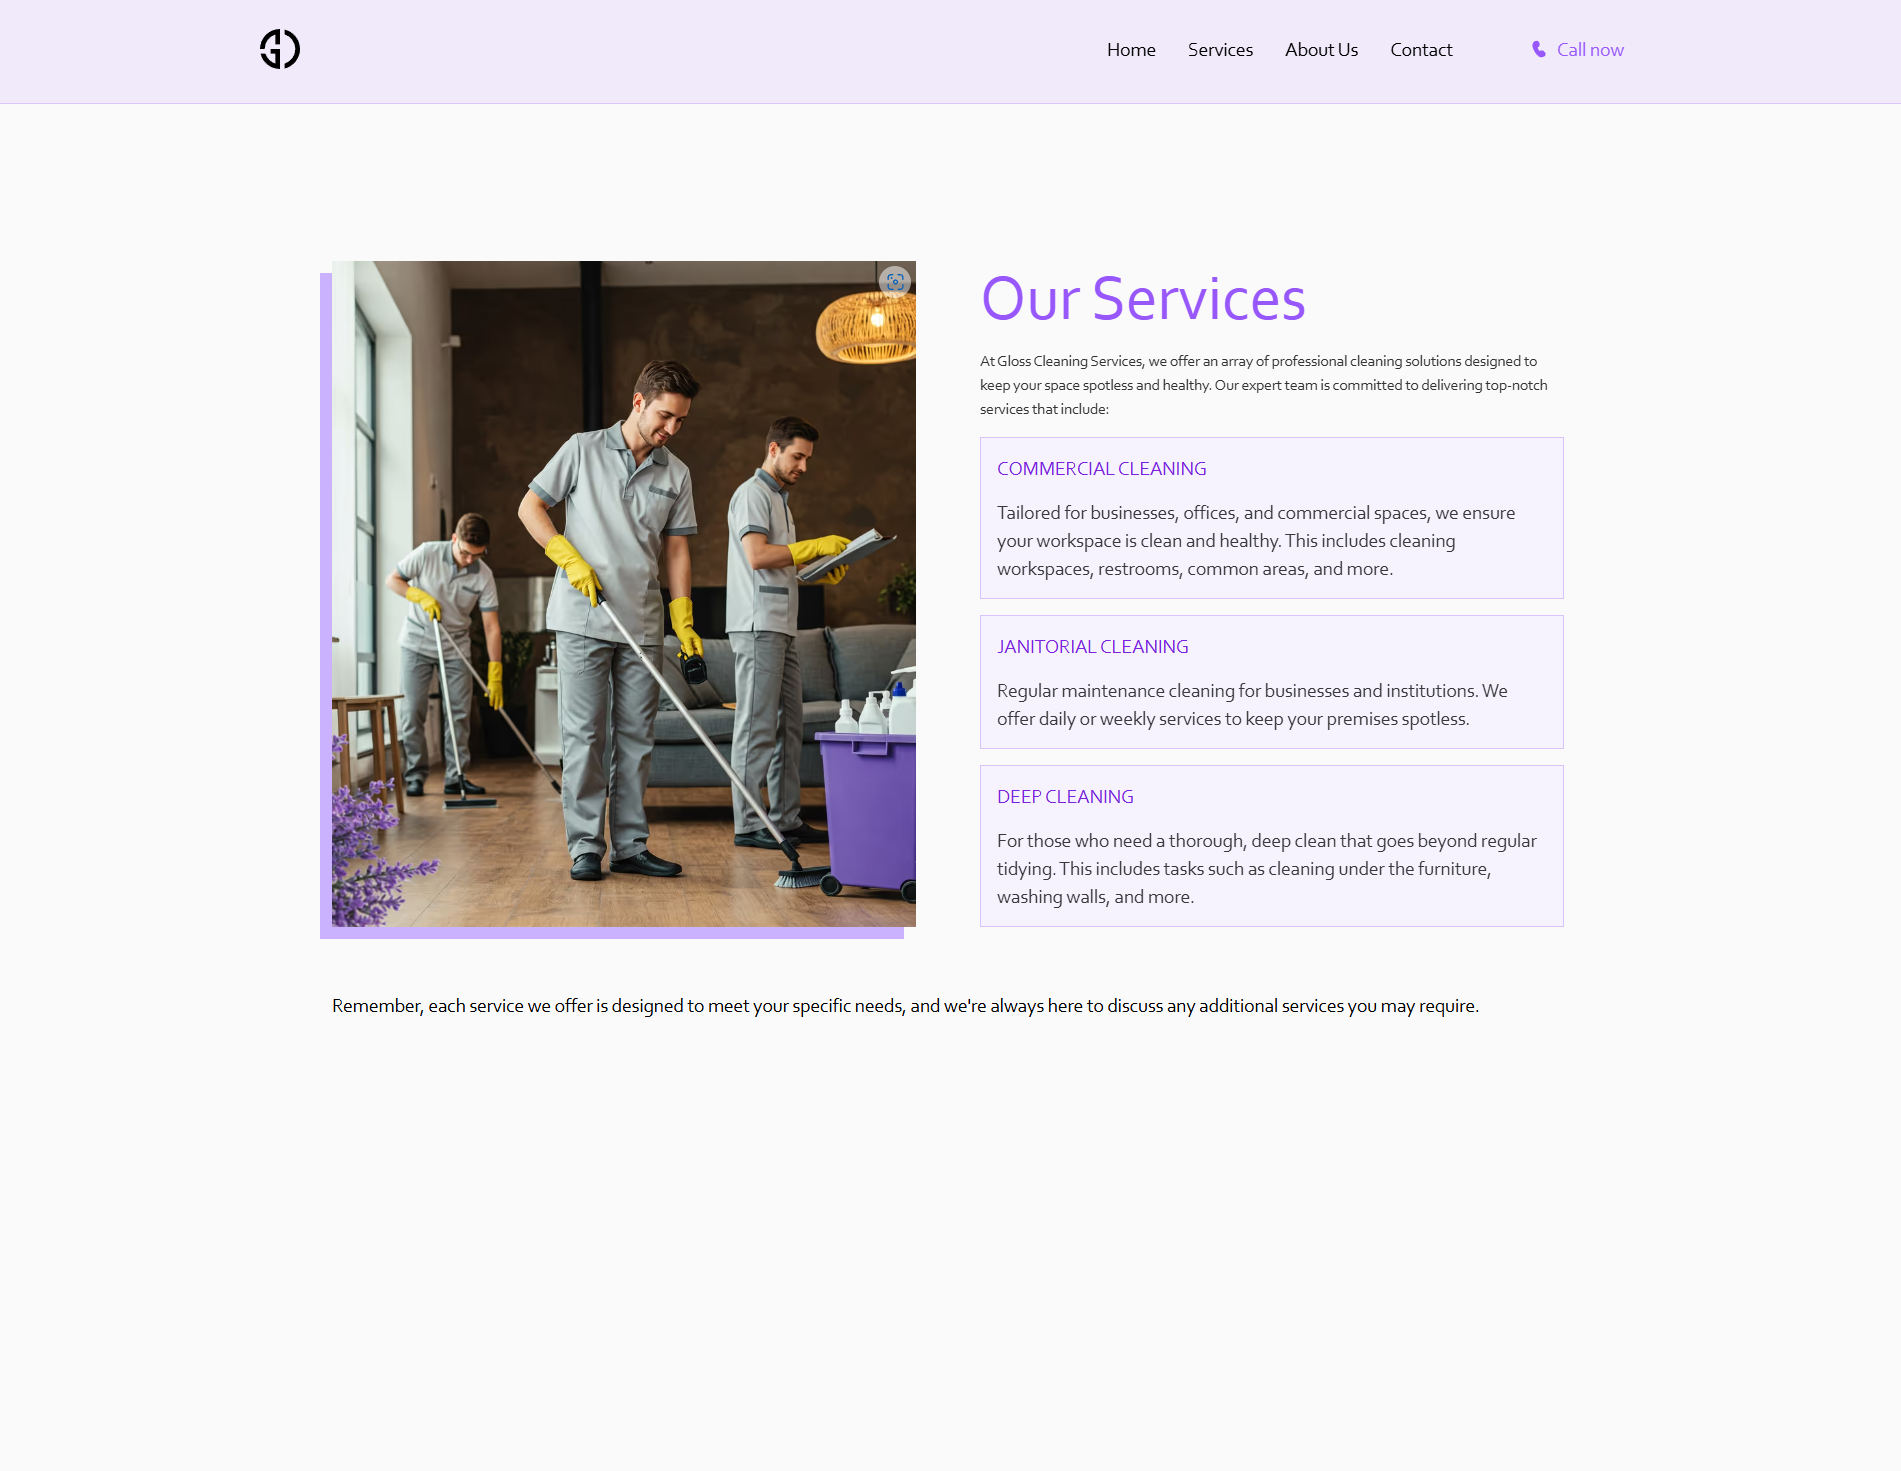 Home Services About Us Contact Call now
Our Services
At Gloss Cleaning Services, we offer an array of professional cleaning solutions designed to
keep your space spotless and healthy. Our expert team is committed to delivering top-notch
services that include:
COMMERCIAL CLEANING
Tailored for businesses, offices, and commercial spaces, we ensure
your workspace is clean and healthy. This includes cleaning
workspaces, restrooms, common areas, and more.
JANITORIAL CLEANING
Regular maintenance cleaning for businesses and institutions. We
offer daily or weekly services to keep your premises spotless.
DEEP CLEANING
For those who need a thorough, deep clean that goes beyond regular
tidying. This includes tasks such as cleaning under the furniture,
washing walls, and more.
Remember, each service we offer is designed to meet your specific needs, and we're always here to discuss any additional services you may require.